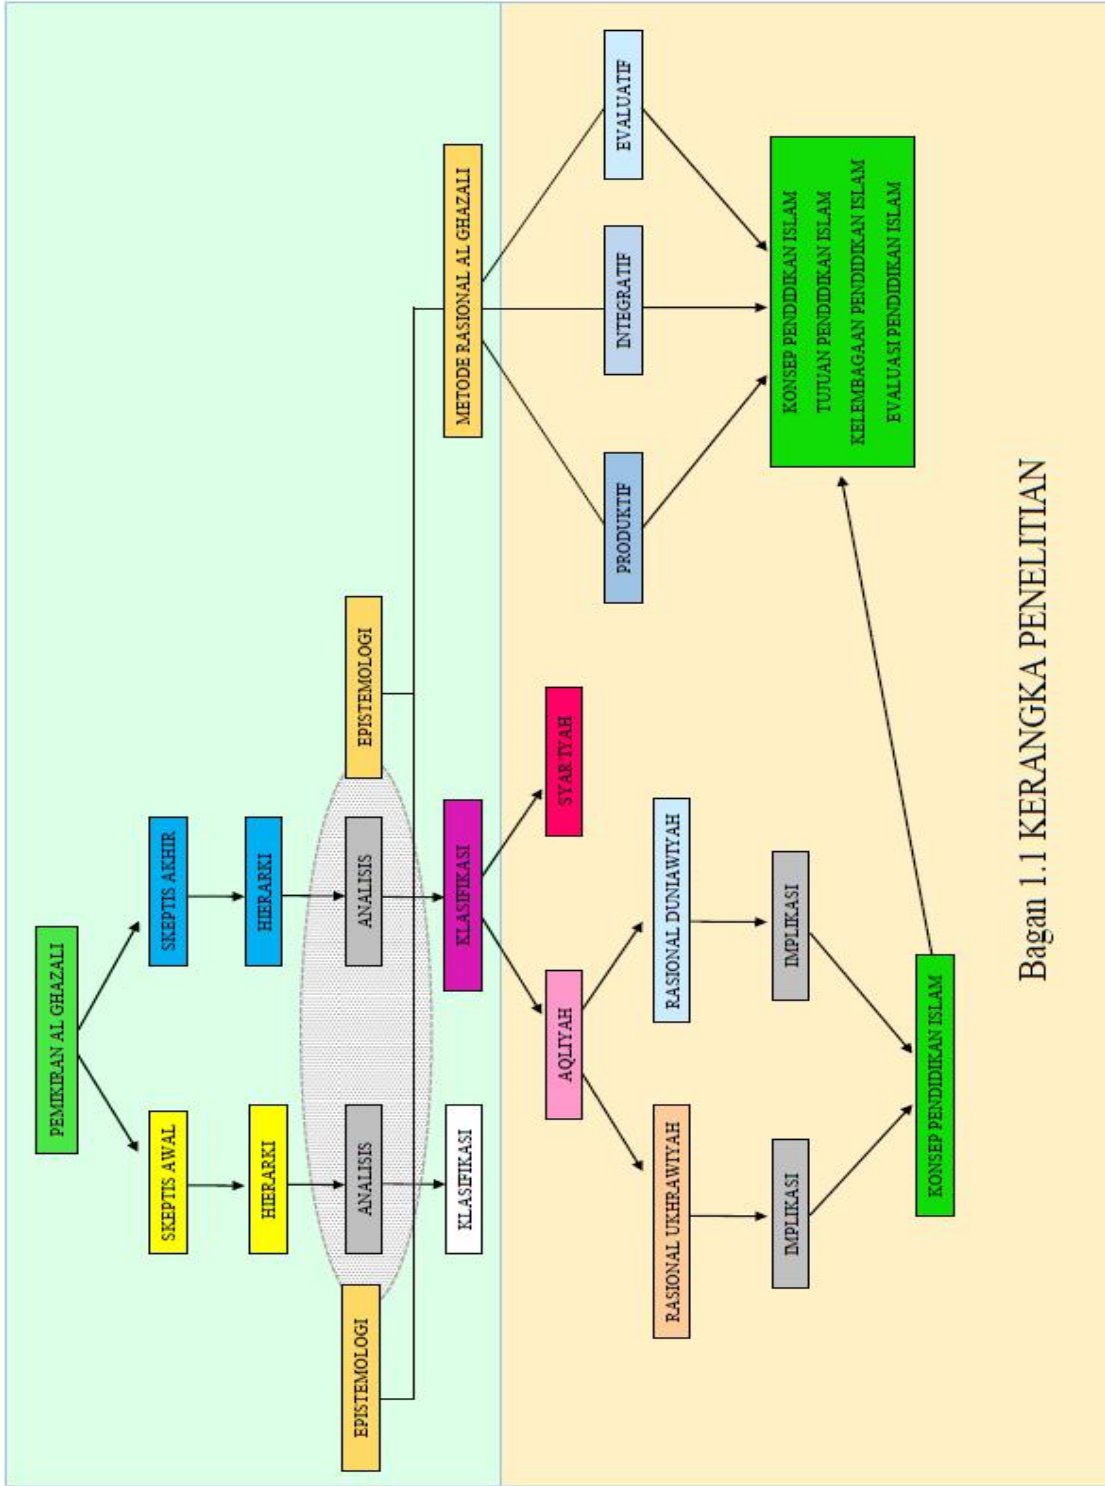 PEMIKIRAN AL GHAZALI
SKEPTIS AWAL
SKEPTIS AKHIR
HIERARKI
HIERARKI
EPISTEMOLOGI
ANALISIS
ANALISIS
EPISTEMOLOGI
KLASIFIKASI
KLASIFIKASI
METODE RASIONAL AL GHAZALI
AQLIYAH
SYAR'IYAH
PRODUKTIF
INTEGRATIF
EVALUATIF
RASIONAL UKHRAWIYAH
RASIONAL DUNIAWIYAH
IMPLIKASI
IMPLIKASI
KONSEP PENDIDIKAN ISLAM
TUJUAN PENDIDIKAN ISLAM
KELEMBAGAAN PENDIDIKAN ISLAM
EVALUASI PENDIDIKAN ISLAM
KONSEP PENDIDIKAN ISLAM
Bagan 1.1 KERANGKA PENELITIAN